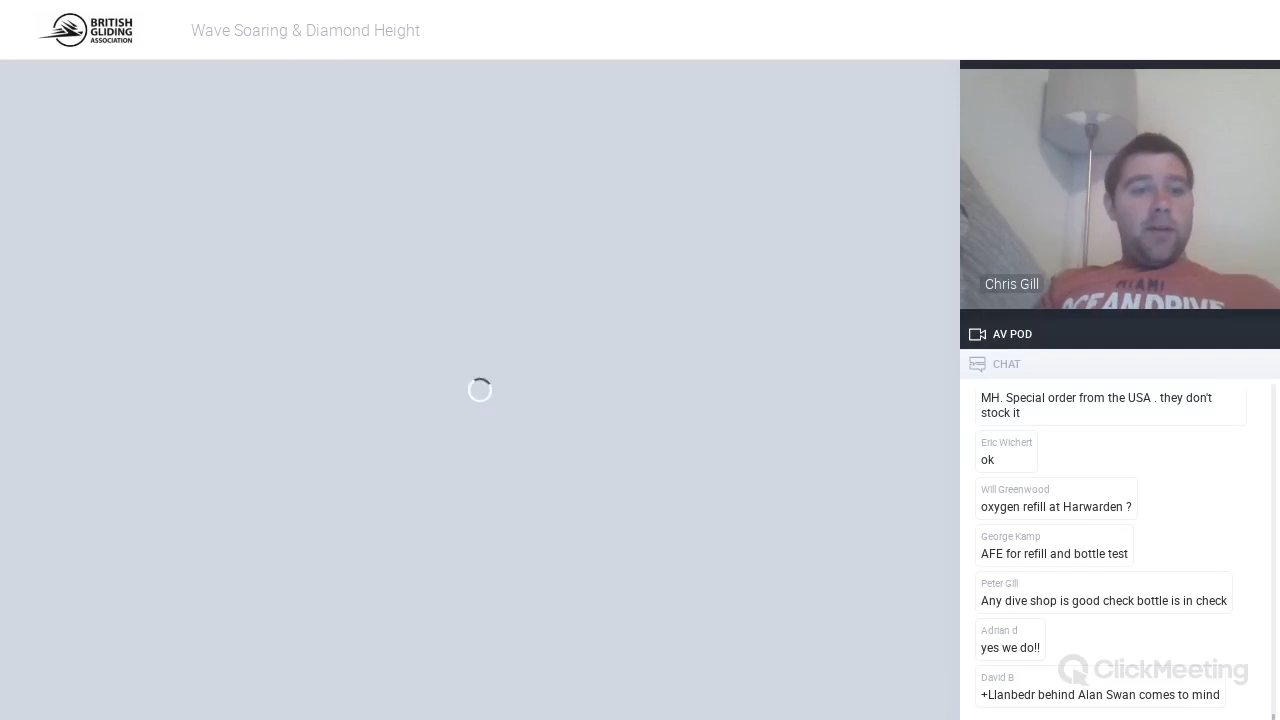 BRITISH
GLIDING
ASSOCIATION
Wave Soaring & Diamond Height
Chris Gill
MIAMI
OCEAN DRIVE
AV POD
CHAT
MH. Special order from the USA . they don't
stock it
Eric Wichert
ok
Will Greenwood
oxygen refill at Harwarden ?
George Kamp
AFE for refill and bottle test
Peter Gill
Any dive shop is good check bottle is in check
Adrian d
yes we do!!
David B
+Llanbedr behind Alan Swan comes to mind
ClickMeeting